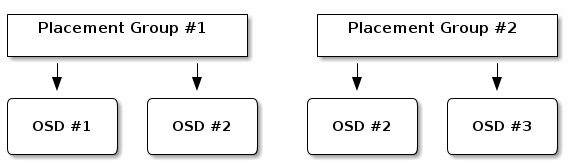 Placement Group #1
Placement Group #2
OSD #1
OSD #2
OSD #2
OSD #3